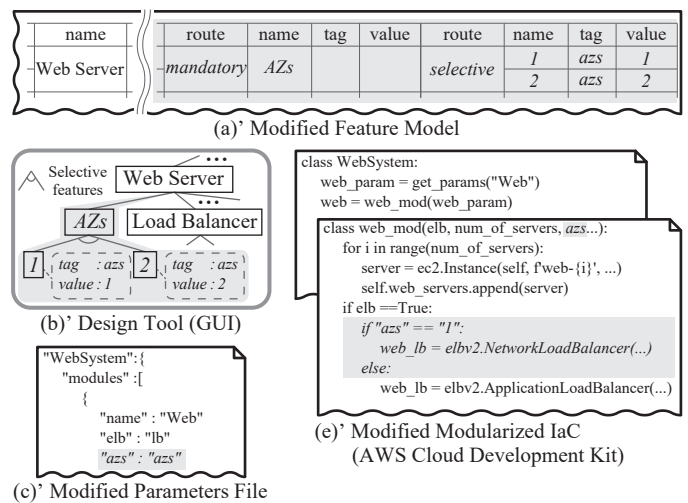 name route name tag value route name tag value
Web Server mandatory AZs selective 1 azs 1
2 azs 2
(a)' Modified Feature Model
Selective features
Web Server
...
...
AZs
Load Balancer
1
tag : azs
value : 1
2
tag : azs
value : 2
(b)' Design Tool (GUI)
"WebSystem":{
"modules" :[
{
"name" : "Web"
"elb" : "lb"
"azs" : "azs"
(c)' Modified Parameters File
class WebSystem:
web_param = get_params("Web")
web = web_mod(web_param)
class web_mod(elb, num_of_servers, azs...):
for i in range(num_of_servers):
server = ec2.Instance(self, f'web-{i}', ...)
self.web_servers.append(server)
if elb ==True:
if "azs" == "1":
web_lb = elbv2.NetworkLoadBalancer(...)
else:
web_lb = elbv2.ApplicationLoadBalancer(...)
(e)' Modified Modularized IaC
(AWS Cloud Development Kit)